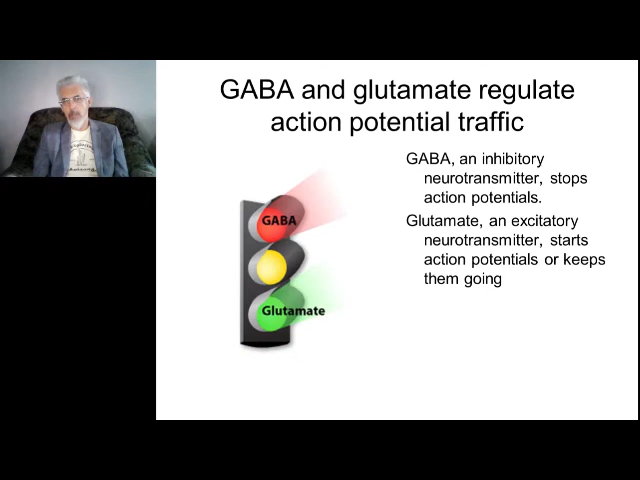 GABA and glutamate regulate
action potential traffic
GABA, an inhibitory
neurotransmitter, stops
action potentials.
Glutamate, an excitatory
neurotransmitter, starts
action potentials or keeps
them going
GABA
Glutamate